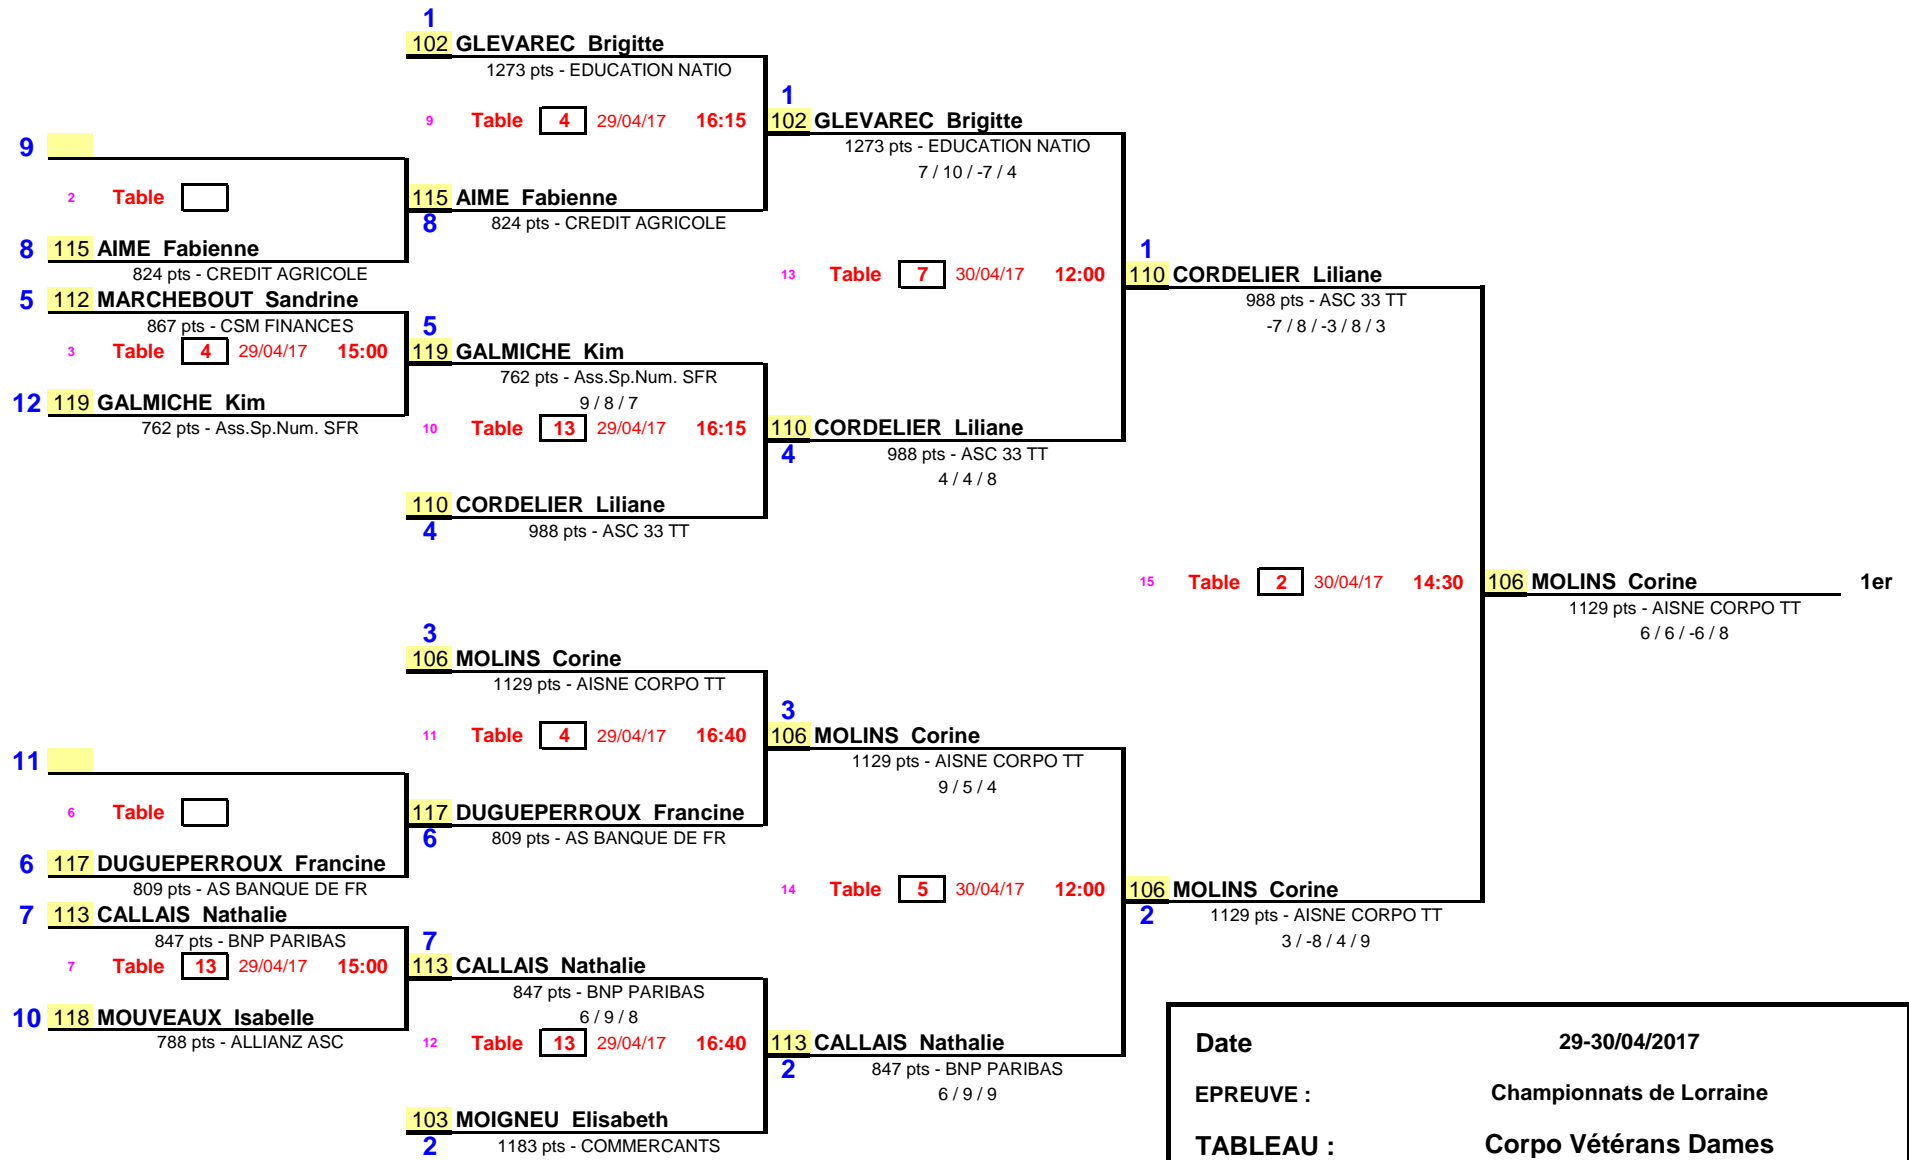 1
102 GLEVAREC Brigitte
1273 pts - EDUCATION NATIO
1
9 Table 4 29/04/17 16:15 102 GLEVAREC Brigitte
9
1273 pts - EDUCATION NATIO
7 / 10 / -7 / 4
2 Table
115 AIME Fabienne
8
824 pts - CREDIT AGRICOLE
8 115 AIME Fabienne
824 pts - CREDIT AGRICOLE
1
13 Table 7 30/04/17 12:00 110 CORDELIER Liliane
988 pts - ASC 33 TT
-7 / 8 / -3 / 8 / 3
5 112 MARCHEBOUT Sandrine
867 pts - CSM FINANCES
5
3 Table 4 29/04/17 15:00 119 GALMICHE Kim
762 pts - Ass.Sp.Num. SFR
9 / 8 / 7
12 119 GALMICHE Kim
762 pts - Ass.Sp.Num. SFR
10 Table 13 29/04/17 16:15 110 CORDELIER Liliane
4
988 pts - ASC 33 TT
4 / 4 / 8
110 CORDELIER Liliane
4
988 pts - ASC 33 TT
15 Table 2 30/04/17 14:30 106 MOLINS Corine 1er
1129 pts - AISNE CORPO TT
6 / 6 / -6 / 8
3
106 MOLINS Corine
1129 pts - AISNE CORPO TT
3
11 Table 4 29/04/17 16:40 106 MOLINS Corine
1129 pts - AISNE CORPO TT
9 / 5 / 4
11
6 Table
117 DUGUEPERROUX Francine
6
809 pts - AS BANQUE DE FR
6 117 DUGUEPERROUX Francine
809 pts - AS BANQUE DE FR
14 Table 5 30/04/17 12:00 106 MOLINS Corine
2
1129 pts - AISNE CORPO TT
3 / -8 / 4 / 9
7 113 CALLAIS Nathalie
847 pts - BNP PARIBAS
7
7 Table 13 29/04/17 15:00 113 CALLAIS Nathalie
847 pts - BNP PARIBAS
6 / 9 / 8
10 118 MOUVEAUX Isabelle
788 pts - ALLIANZ ASC
12 Table 13 29/04/17 16:40 113 CALLAIS Nathalie
2
847 pts - BNP PARIBAS
6 / 9 / 9
103 MOIGNEU Elisabeth
2
1183 pts - COMMERCANTS
Date 29-30/04/2017
EPREUVE : Championnats de Lorraine
TABLEAU : Corpo Vétérans Dames